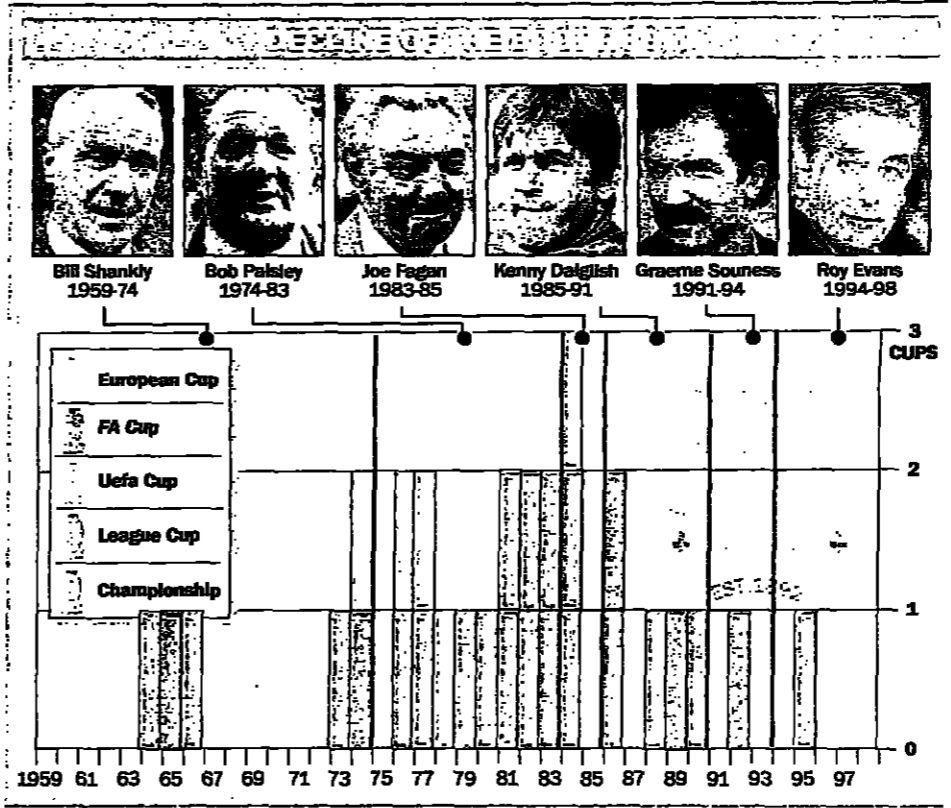 Bill Shankly
1959-74
Bob Paisley
1974-83
Joe Fagan
1983-85
Kenny Dalglish
1985-91
Graeme Souness
1991-94
Roy Evans
1994-98
3
CUPS
European Cup
FA Cup
Uefa Cup
League Cup
Championship
2
1
0
1959 61 63 65 67 69 71 73 75 77 79 81 83 85 87 89 91 93 95 97